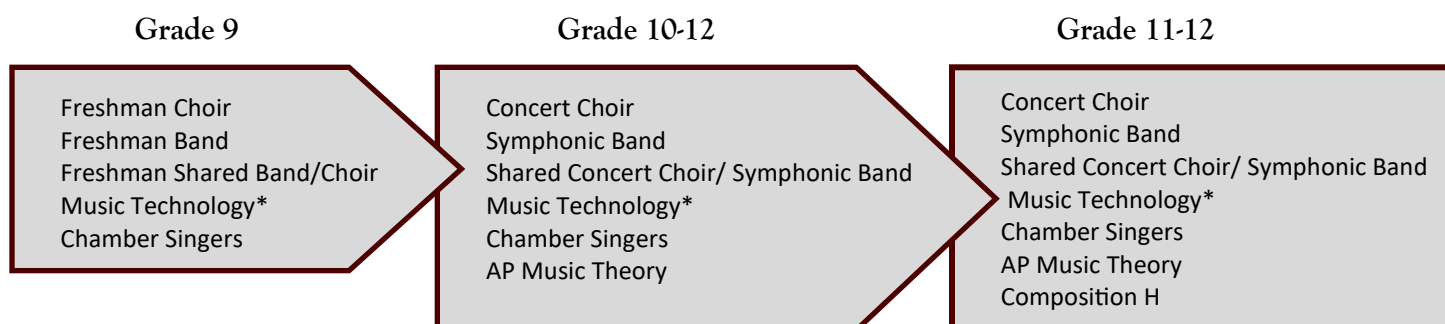 Grade 9
Freshman Choir
Freshman Band
Freshman Shared Band/Choir
Music Technology*
Chamber Singers
Grade 10-12
Concert Choir
Symphonic Band
Shared Concert Choir/ Symphonic Band
Music Technology*
Chamber Singers
AP Music Theory
Grade 11-12
Concert Choir
Symphonic Band
Shared Concert Choir/ Symphonic Band
Music Technology*
Chamber Singers
AP Music Theory
Composition H